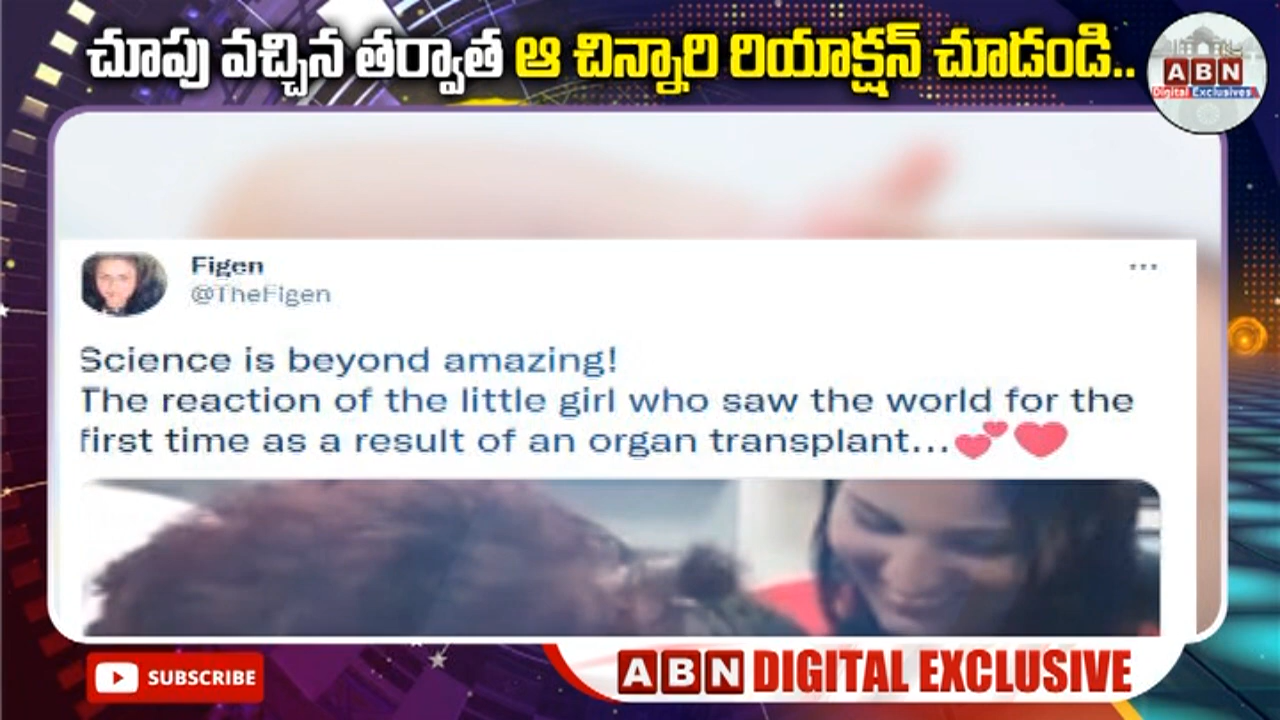 చూపు వచ్చిన తర్వాత ఆ చిన్నారి రియాక్షన్ చూడండి..
ABN
Digital Exclusives
Figen
@TheFigen
Science is beyond amazing!
The reaction of the little girl who saw the world for the
first time as a result of an organ transplant...💕❤
SUBSCRIBE
ABN DIGITAL EXCLUSIVE